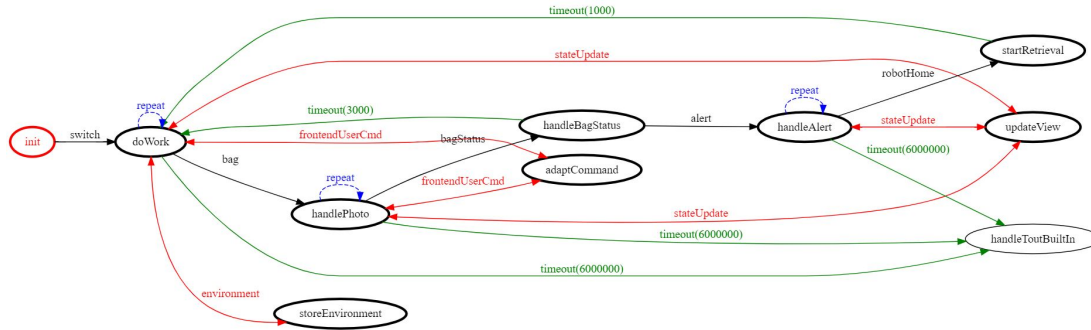 timeout(1000)
startRetrieval
stateUpdate
robotHome
repeat
repeat
timeout(3000)
init
switch
doWork
frontendUserCmd
bagStatus
handleBagStatus
alert
handleAlert
stateUpdate
updateView
bag
repeat
frontendUserCmd
adaptCommand
timeout(6000000)
handlePhoto
stateUpdate
timeout(6000000)
handleToutBuiltIn
timeout(6000000)
environment
storeEnvironment